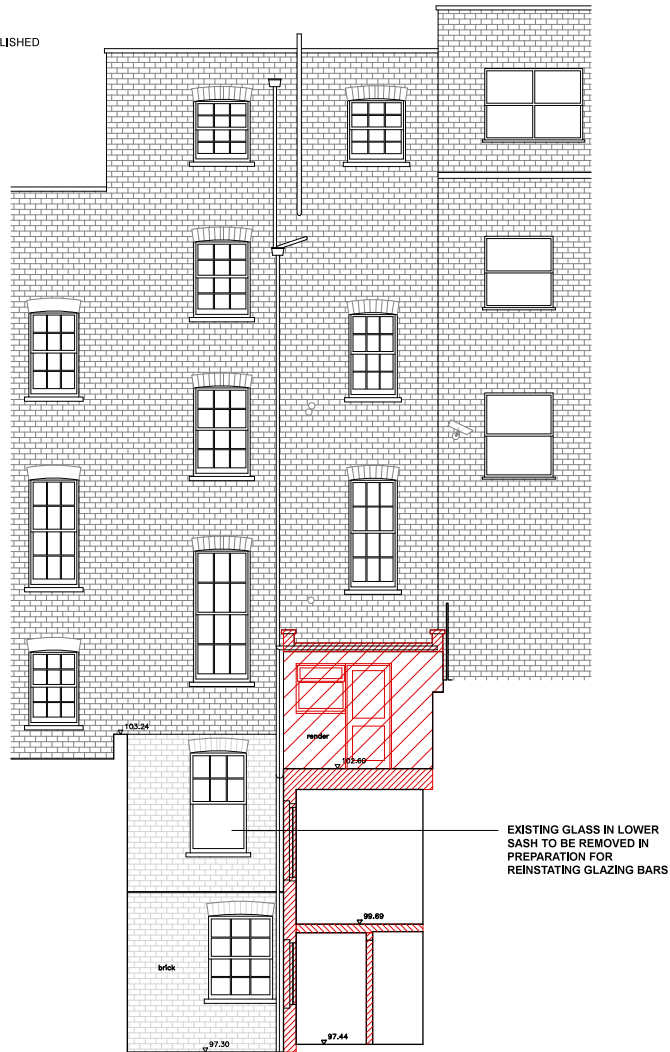 LISHED
render
103.24
102.60
EXISTING GLASS IN LOWER
SASH TO BE REMOVED IN
PREPARATION FOR
REINSTATING GLAZING BARS
99.69
brick
97.44
97.30